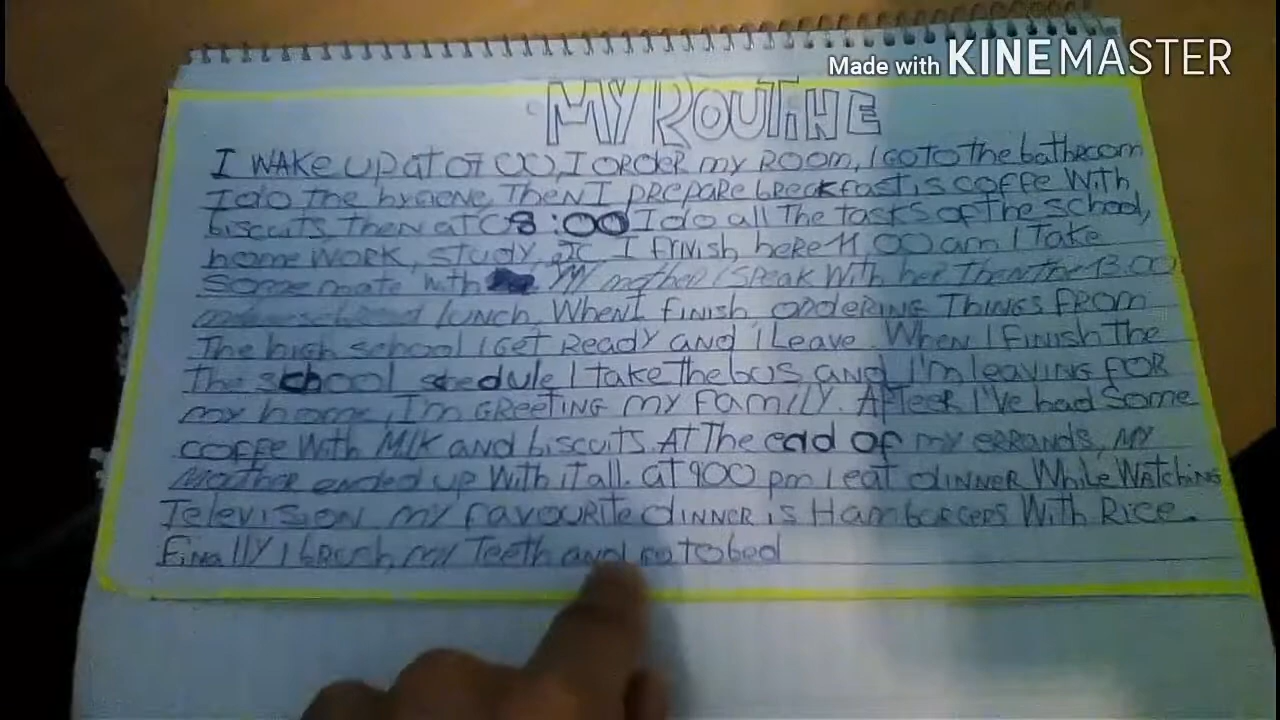 Made with KINEMASTER
MY ROUTINE
I WAKE UP at 07 00, I ORDER my ROOM, I GO TO the bathroom
I do The hygiene, THEN I PREPARE breakfast, is coffe With
biscuits, then at 08:00 I do all The tasks of The school,
home WORK, STUDY, I finish here 11 00 am I Take
Some mate with my mother I speak With her Then the 13:00
lunch. When I finish ORDERING THINGS FROM
The high school I get READY AND I Leave. When I finish The
The school schedule I take The bus and I'm leaving FOR
my home, I'm GReeTING my FamILY. AFteer I've had Some
COFFE With MIK and biscuits. AT The end of my ERRANDS, MY
Mother ended up With iT all. at 900 pm I eat dINNER While WatchiNG
TeLeVISION my FavOURITe dINNER is HamBURGERS With Rice.
Finally I brush my Teeth and go To bed